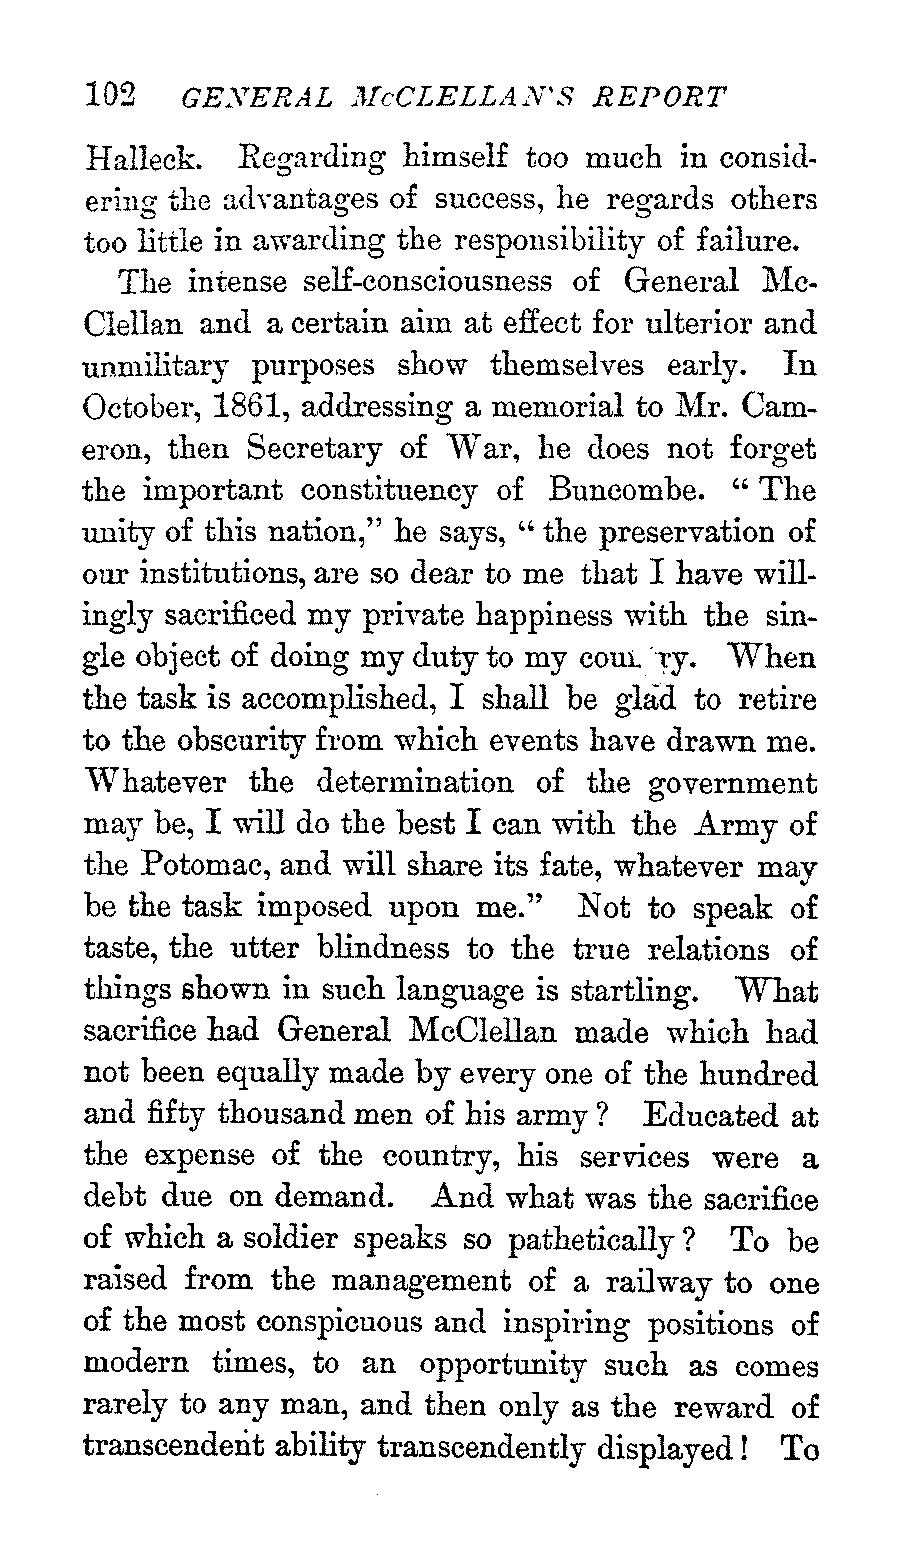 102 GENERAL McCLELLAN'S REPORT
Halleck. Regarding himself too much in consid-
ering the advantages of success, he regards others
too little in awarding the responsibility of failure.
The intense self-consciousness of General Mc-
Clellan and a certain aim at effect for ulterior and
unmilitary purposes show themselves early. In
October, 1861, addressing a memorial to Mr. Cam-
eron, then Secretary of War, he does not forget
the important constituency of Buncombe. “ The
unity of this nation,” he says, “ the preservation of
our institutions, are so dear to me that I have will-
ingly sacrificed my private happiness with the sin-
gle object of doing my duty to my country. When
the task is accomplished, I shall be glad to retire
to the obscurity from which events have drawn me.
Whatever the determination of the government
may be, I will do the best I can with the Army of
the Potomac, and will share its fate, whatever may
be the task imposed upon me.” Not to speak of
taste, the utter blindness to the true relations of
things shown in such language is startling. What
sacrifice had General McClellan made which had
not been equally made by every one of the hundred
and fifty thousand men of his army ? Educated at
the expense of the country, his services were a
debt due on demand. And what was the sacrifice
of which a soldier speaks so pathetically ? To be
raised from the management of a railway to one
of the most conspicuous and inspiring positions of
modern times, to an opportunity such as comes
rarely to any man, and then only as the reward of
transcendent ability transcendently displayed ! To